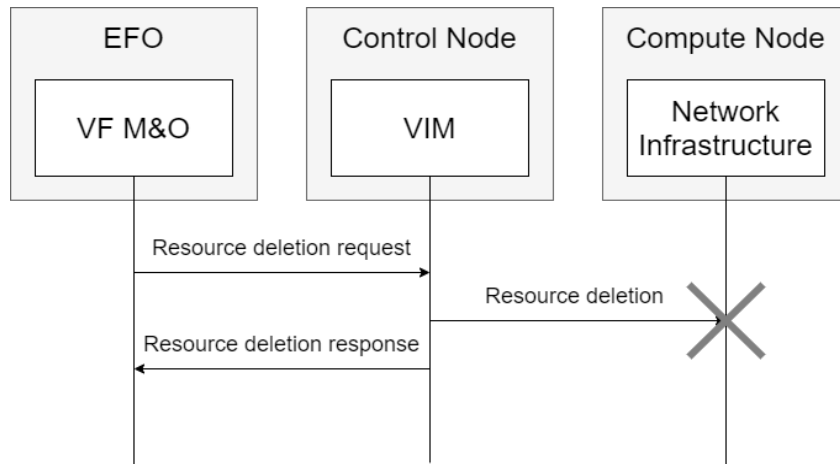 EFO
Control Node
Compute Node
VF M&O
VIM
Network
Infrastructure
Resource deletion request
Resource deletion
Resource deletion response